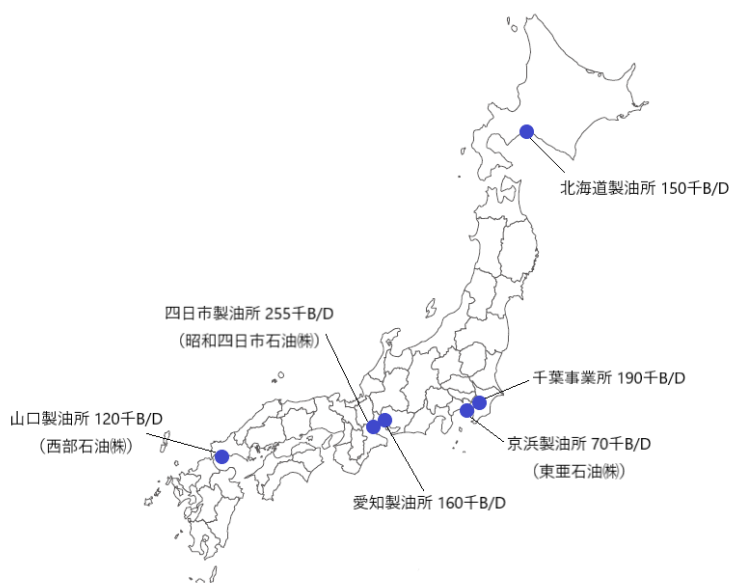 北海道製油所 150千B/D
四日市製油所 255千B/D
（昭和四日市石油㈱）
千葉事業所 190千B/D
山口製油所 120千B/D
（西部石油㈱）
京浜製油所 70千B/D
（東亜石油㈱）
愛知製油所 160千B/D